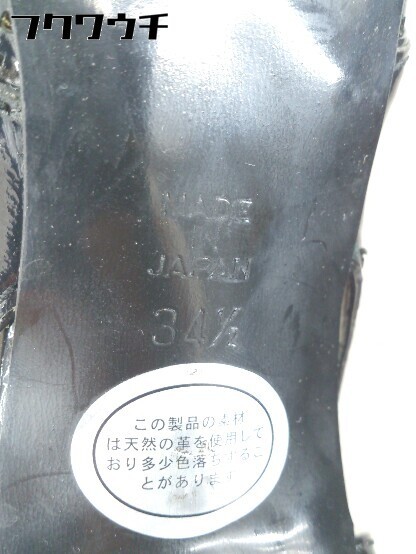 フクワウチ
MADE
IN
JAPAN
34½
この製品の素材
は天然の革を使用して
おり多少色落ちするこ
とがあります